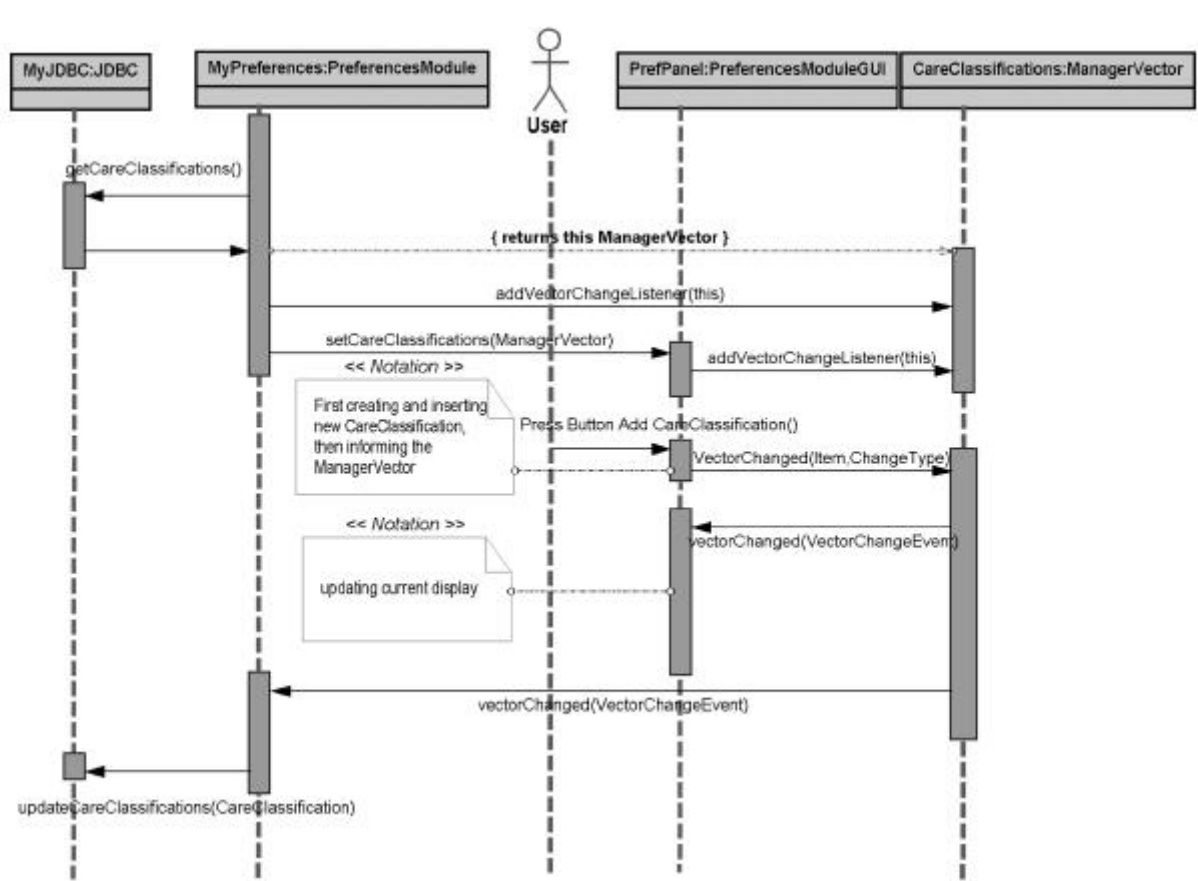 MyJDBC:JDBC
MyPreferences:PreferencesModule
User
PrefPanel:PreferencesModuleGUI
CareClassifications:ManagerVector
getCareClassifications()
{ returns this ManagerVector }
addVectorChangeListener(this)
setCareClassifications(ManagerVector)
addVectorChangeListener(this)
<< Notation >>
First creating and inserting
new CareClassification,
then informing the
ManagerVector
Press Button Add CareClassification()
VectorChanged(Item,ChangeType)
<< Notation >>
vectorChanged(VectorChangeEvent)
updating current display
vectorChanged(VectorChangeEvent)
updateCareClassifications(CareClassification)